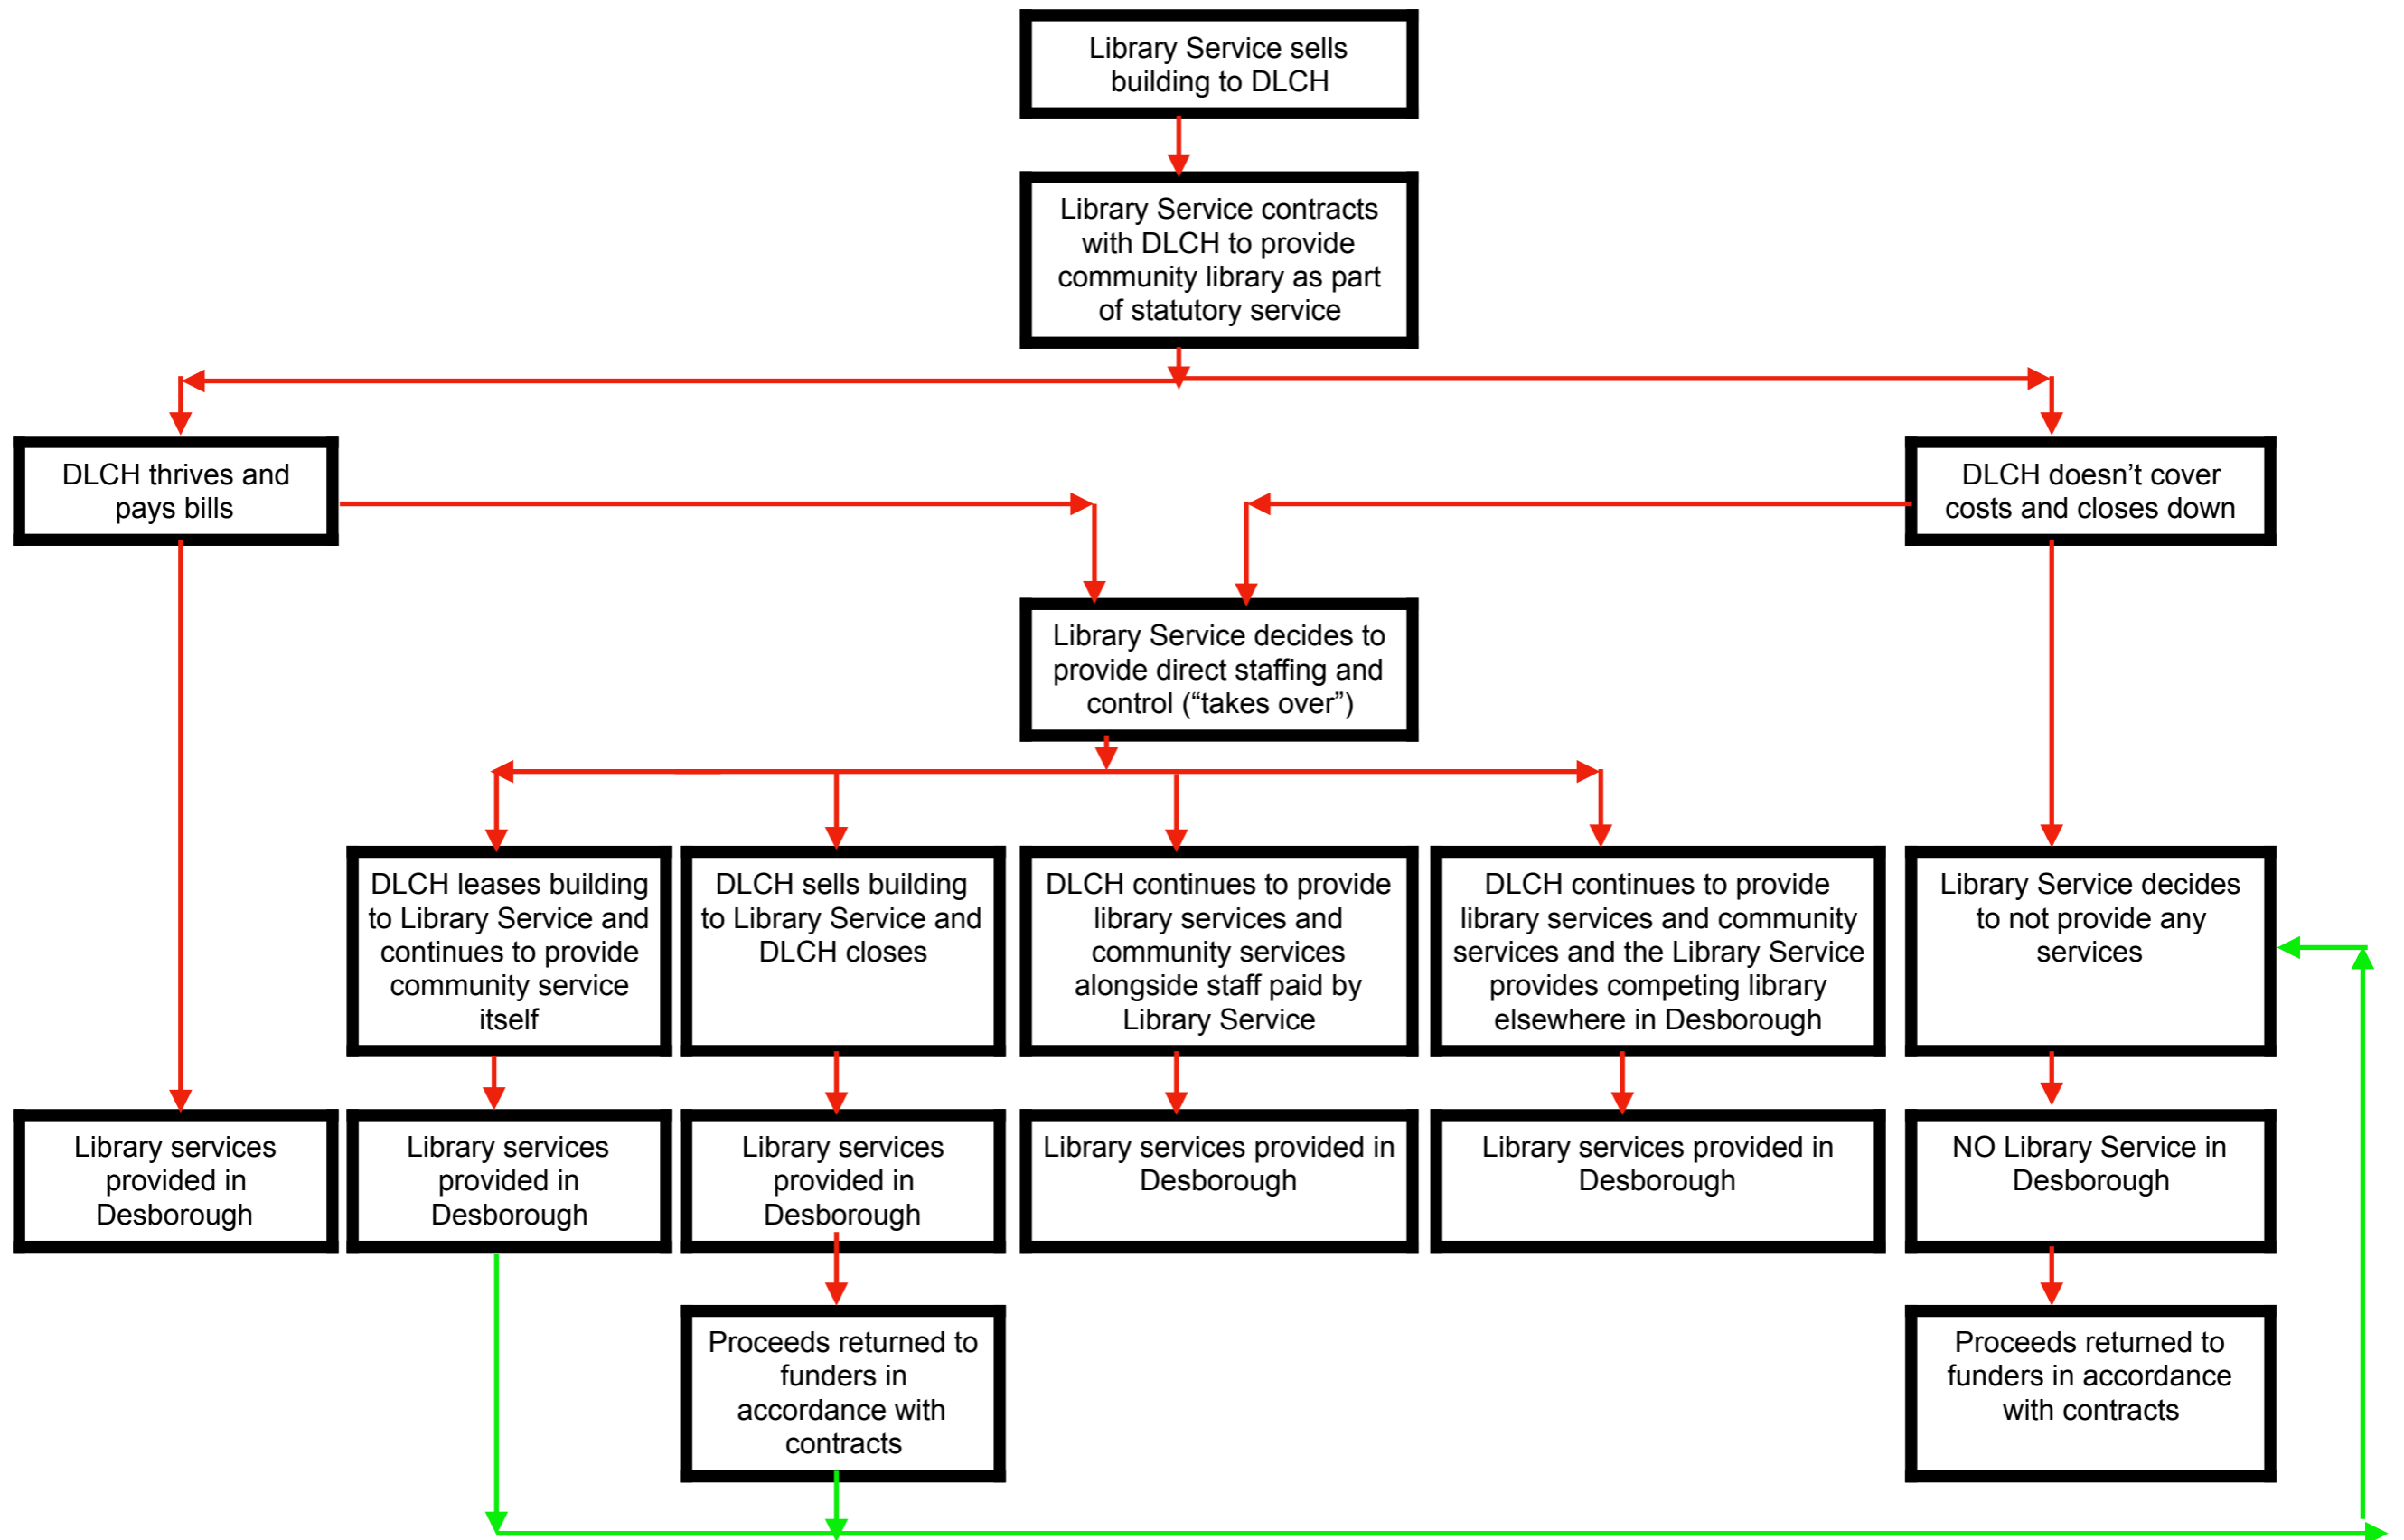 Library Service sells
building to DLCH
Library Service contracts
with DLCH to provide
community library as part
of statutory service
DLCH thrives and
pays bills
DLCH doesn’t cover
costs and closes down
Library Service decides to
provide direct staffing and
control (“takes over”)
DLCH leases building
to Library Service and
continues to provide
community service
itself
DLCH sells building
to Library Service and
DLCH closes
DLCH continues to provide
library services and
community services
alongside staff paid by
Library Service
DLCH continues to provide
library services and community
services and the Library Service
provides competing library
elsewhere in Desborough
Library Service decides
to not provide any
services
Library services
provided in
Desborough
Library services
provided in
Desborough
Library services
provided in
Desborough
Library services provided in
Desborough
Library services provided in
Desborough
NO Library Service in
Desborough
Proceeds returned to
funders in
accordance with
contracts
Proceeds returned to
funders in accordance
with contracts